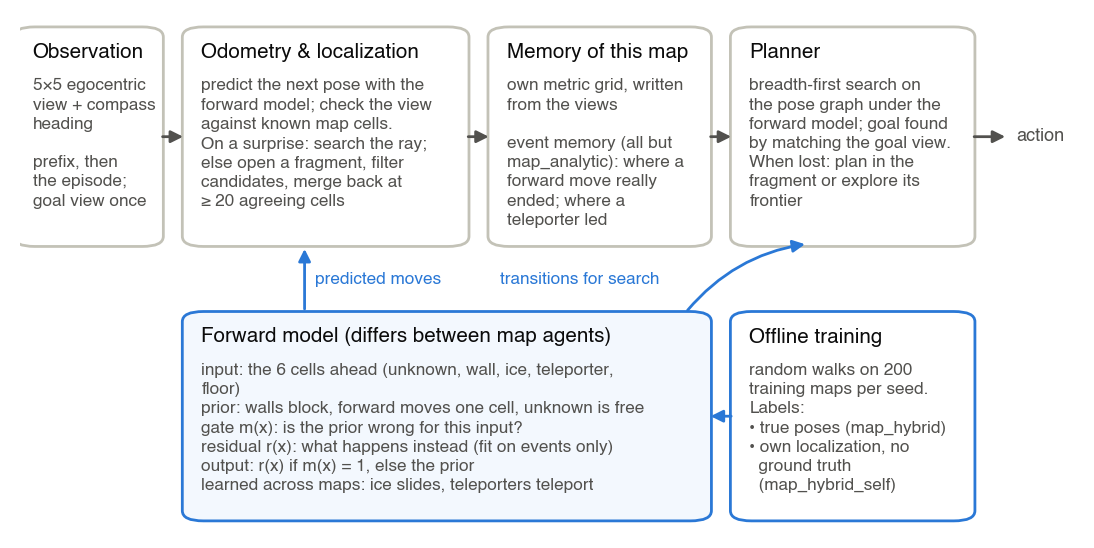 Observation
5×5 egocentric
view + compass
heading
prefix, then
the episode;
goal view once
Odometry & localization
predict the next pose with the
forward model; check the view
against known map cells.
On a surprise: search the ray;
else open a fragment, filter
candidates, merge back at
≥ 20 agreeing cells
Memory of this map
own metric grid, written
from the views
event memory (all but
map_analytic): where a
forward move really
ended; where a
teleporter led
Planner
breadth-first search on
the pose graph under the
forward model; goal found
by matching the goal view.
When lost: plan in the
fragment or explore its
frontier
action
predicted moves
transitions for search
Forward model (differs between map agents)
input: the 6 cells ahead (unknown, wall, ice, teleporter,
floor)
prior: walls block, forward moves one cell, unknown is free
gate m(x): is the prior wrong for this input?
residual r(x): what happens instead (fit on events only)
output: r(x) if m(x) = 1, else the prior
learned across maps: ice slides, teleporters teleport
Offline training
random walks on 200
training maps per seed.
Labels:
• true poses (map_hybrid)
• own localization, no
ground truth
(map_hybrid_self)